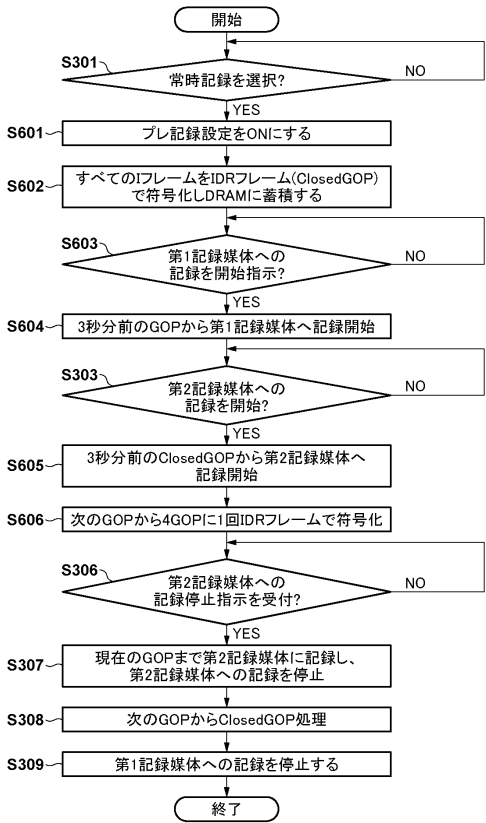 開始
S301
常時記録を選択?
NO
YES
S601
プレ記録設定をONにする
S602
すべてのIフレームをIDRフレーム(ClosedGOP)
で符号化しDRAMに蓄積する
S603
第1記録媒体への
記録を開始指示?
NO
YES
S604
3秒分前のGOPから第1記録媒体へ記録開始
S303
第2記録媒体への
記録を開始?
NO
YES
S605
3秒分前のClosedGOPから第2記録媒体へ
記録開始
S606
次のGOPから4GOPに1回IDRフレームで符号化
S306
第2記録媒体への
記録停止指示を受付?
NO
YES
S307
現在のGOPまで第2記録媒体に記録し、
第2記録媒体への記録を停止
S308
次のGOPからClosedGOP処理
S309
第1記録媒体への記録を停止する
終了